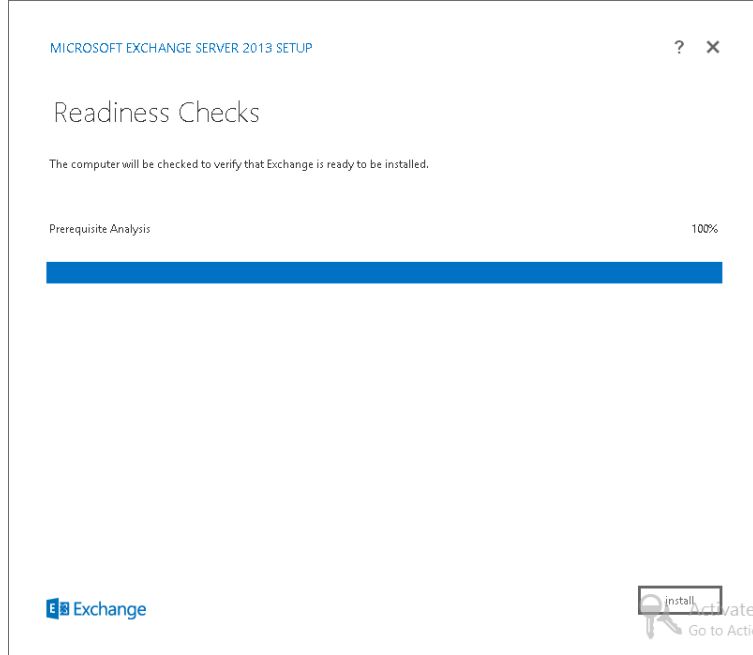 MICROSOFT EXCHANGE SERVER 2013 SETUP ? ✕
Readiness Checks
The computer will be checked to verify that Exchange is ready to be installed.
Prerequisite Analysis 100%
E Exchange
install
Activate
Go to Acti